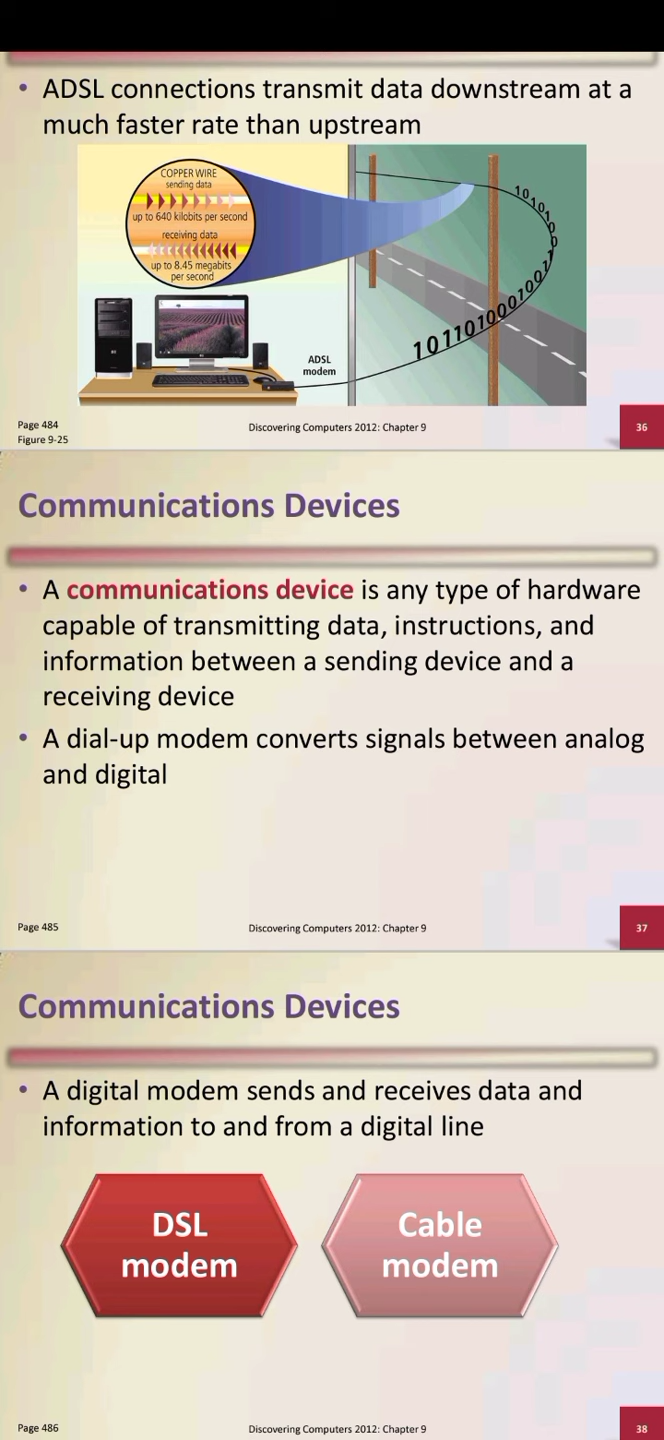 • ADSL connections transmit data downstream at a
much faster rate than upstream
COPPER WIRE
sending data
up to 640 kilobits per second
receiving data
up to 8.45 megabits
per second
ADSL
modem
10101001
101101000100
Page 484
Figure 9-25
Discovering Computers 2012: Chapter 9
36
Communications Devices
• A communications device is any type of hardware
capable of transmitting data, instructions, and
information between a sending device and a
receiving device
• A dial-up modem converts signals between analog
and digital
Page 485
Discovering Computers 2012: Chapter 9
37
Communications Devices
• A digital modem sends and receives data and
information to and from a digital line
DSL
modem
Cable
modem
Page 486
Discovering Computers 2012: Chapter 9
38